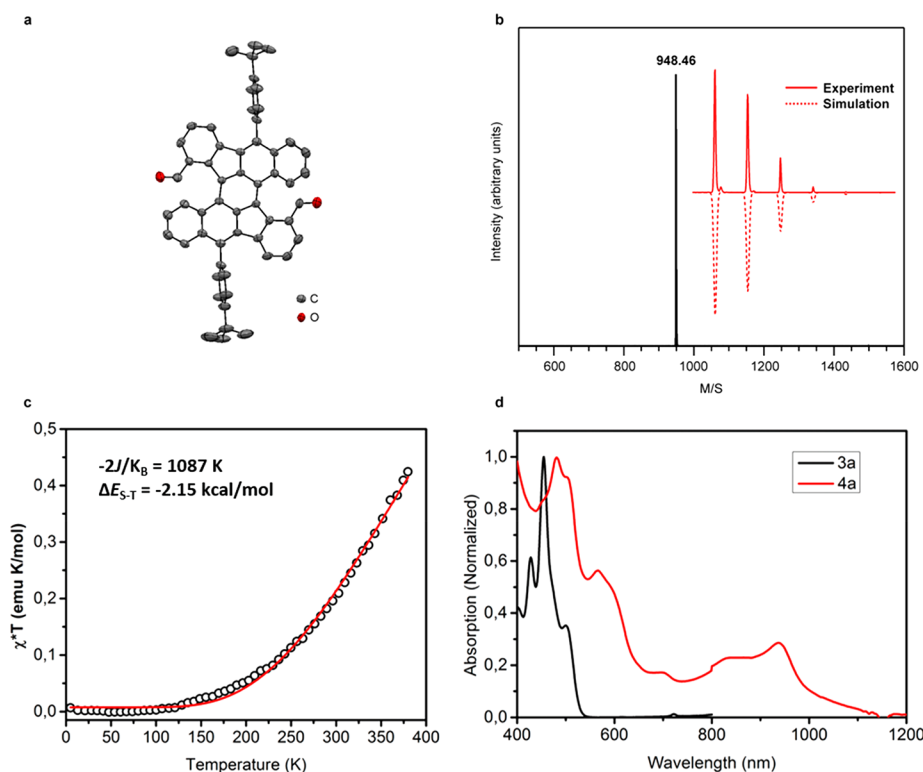 a
C
O
b
948.46
Experiment
Simulation
Intensity (arbitrary units)
600 800 1000 1200 1400 1600
M/S
c
-2J/K_B = 1087 K
ΔE_S-T = -2.15 kcal/mol
χ*T (emu K/mol)
0,5
0,4
0,3
0,2
0,1
0,0
0 50 100 150 200 250 300 350 400
Temperature (K)
d
3a
4a
Absorption (Normalized)
1,0
0,8
0,6
0,4
0,2
0,0
400 600 800 1000 1200
Wavelength (nm)